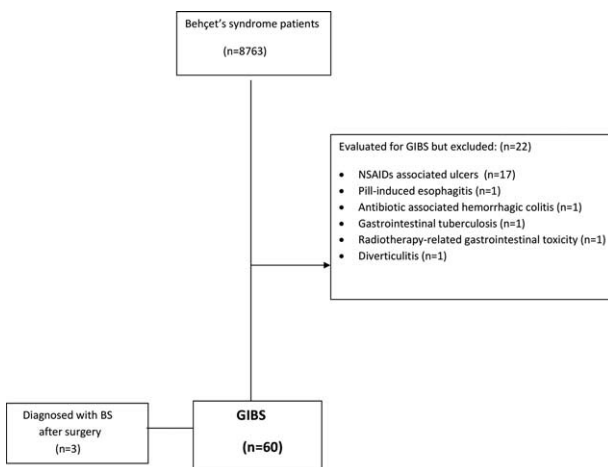 Behçet's syndrome patients
(n=8763)
Evaluated for GIBS but excluded: (n=22)
• NSAIDs associated ulcers (n=17)
• Pill-induced esophagitis (n=1)
• Antibiotic associated hemorrhagic colitis (n=1)
• Gastrointestinal tuberculosis (n=1)
• Radiotherapy-related gastrointestinal toxicity (n=1)
• Diverticulitis (n=1)
Diagnosed with BS
after surgery
(n=3)
GIBS
(n=60)